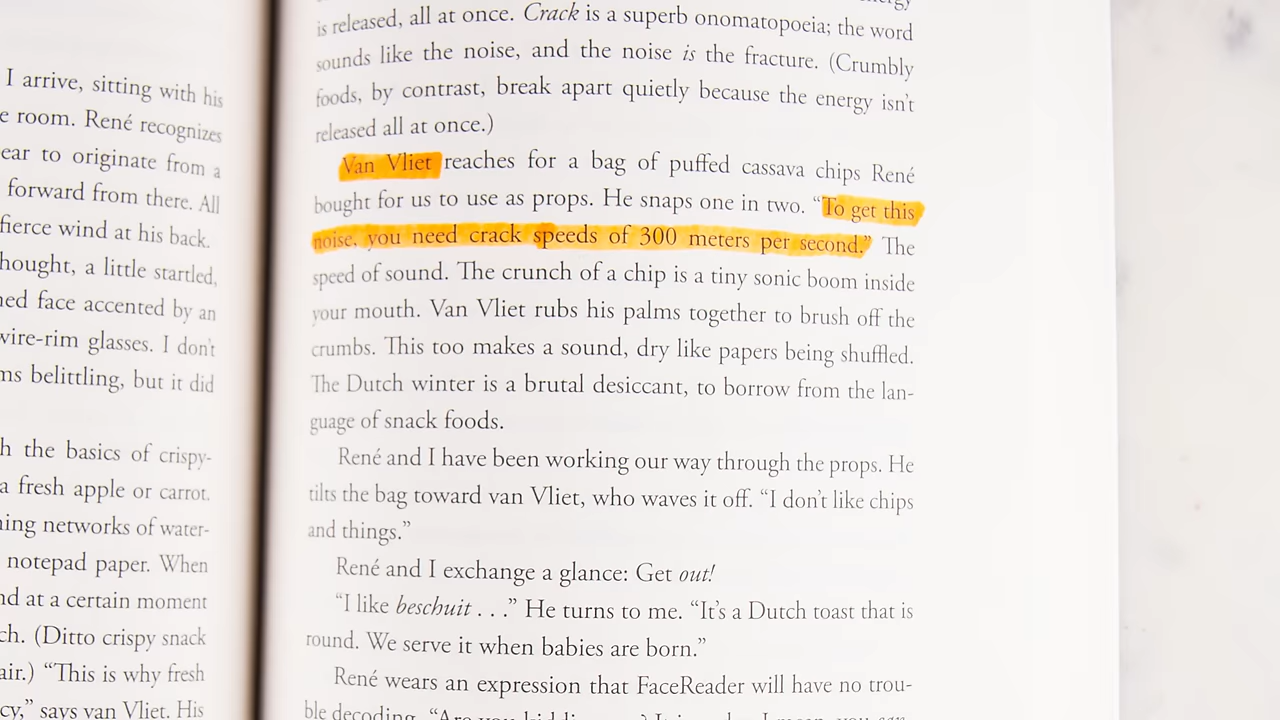 I arrive, sitting with his
e room. René recognizes
ear to originate from a
forward from there. All
fierce wind at his back.
hought, a little startled,
ned face accented by an
wire-rim glasses. I don't
ms belittling, but it did
h the basics of crispy-
a fresh apple or carrot.
ning networks of water-
notepad paper. When
nd at a certain moment
ch. (Ditto crispy snack
air.) “This is why fresh
cy,” says van Vliet. His
is released, all at once. Crack is a superb onomatopoeia; the word
sounds like the noise, and the noise is the fracture. (Crumbly
foods, by contrast, break apart quietly because the energy isn't
released all at once.)
Van Vliet reaches for a bag of puffed cassava chips René
bought for us to use as props. He snaps one in two. “To get this
noise, you need crack speeds of 300 meters per second.” The
speed of sound. The crunch of a chip is a tiny sonic boom inside
your mouth. Van Vliet rubs his palms together to brush off the
crumbs. This too makes a sound, dry like papers being shuffled.
The Dutch winter is a brutal desiccant, to borrow from the lan-
guage of snack foods.
René and I have been working our way through the props. He
tilts the bag toward van Vliet, who waves it off. “I don't like chips
and things.”
René and I exchange a glance: Get out!
“I like beschuit . . .” He turns to me. “It's a Dutch toast that is
round. We serve it when babies are born.”
René wears an expression that FaceReader will have no trou-
ble decoding. “Are you